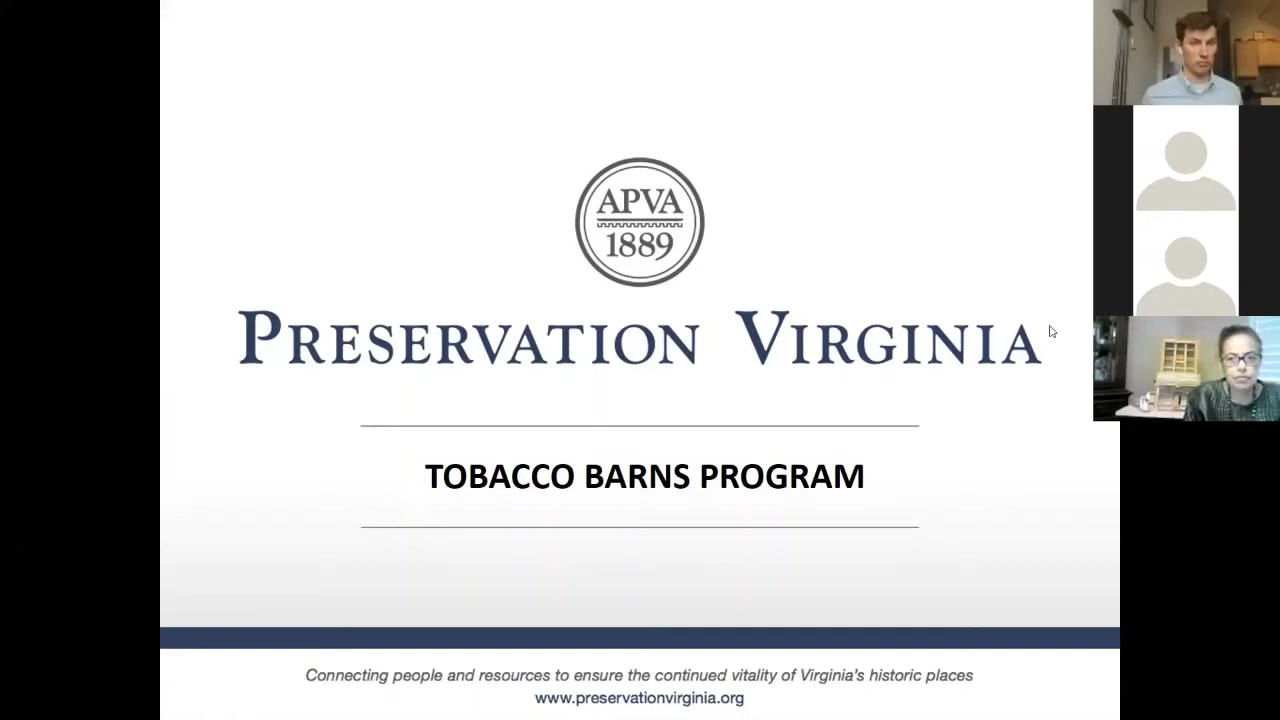 APVA
1889
PRESERVATION VIRGINIA
TOBACCO BARNS PROGRAM
Connecting people and resources to ensure the continued vitality of Virginia's historic places
www.preservationvirginia.org